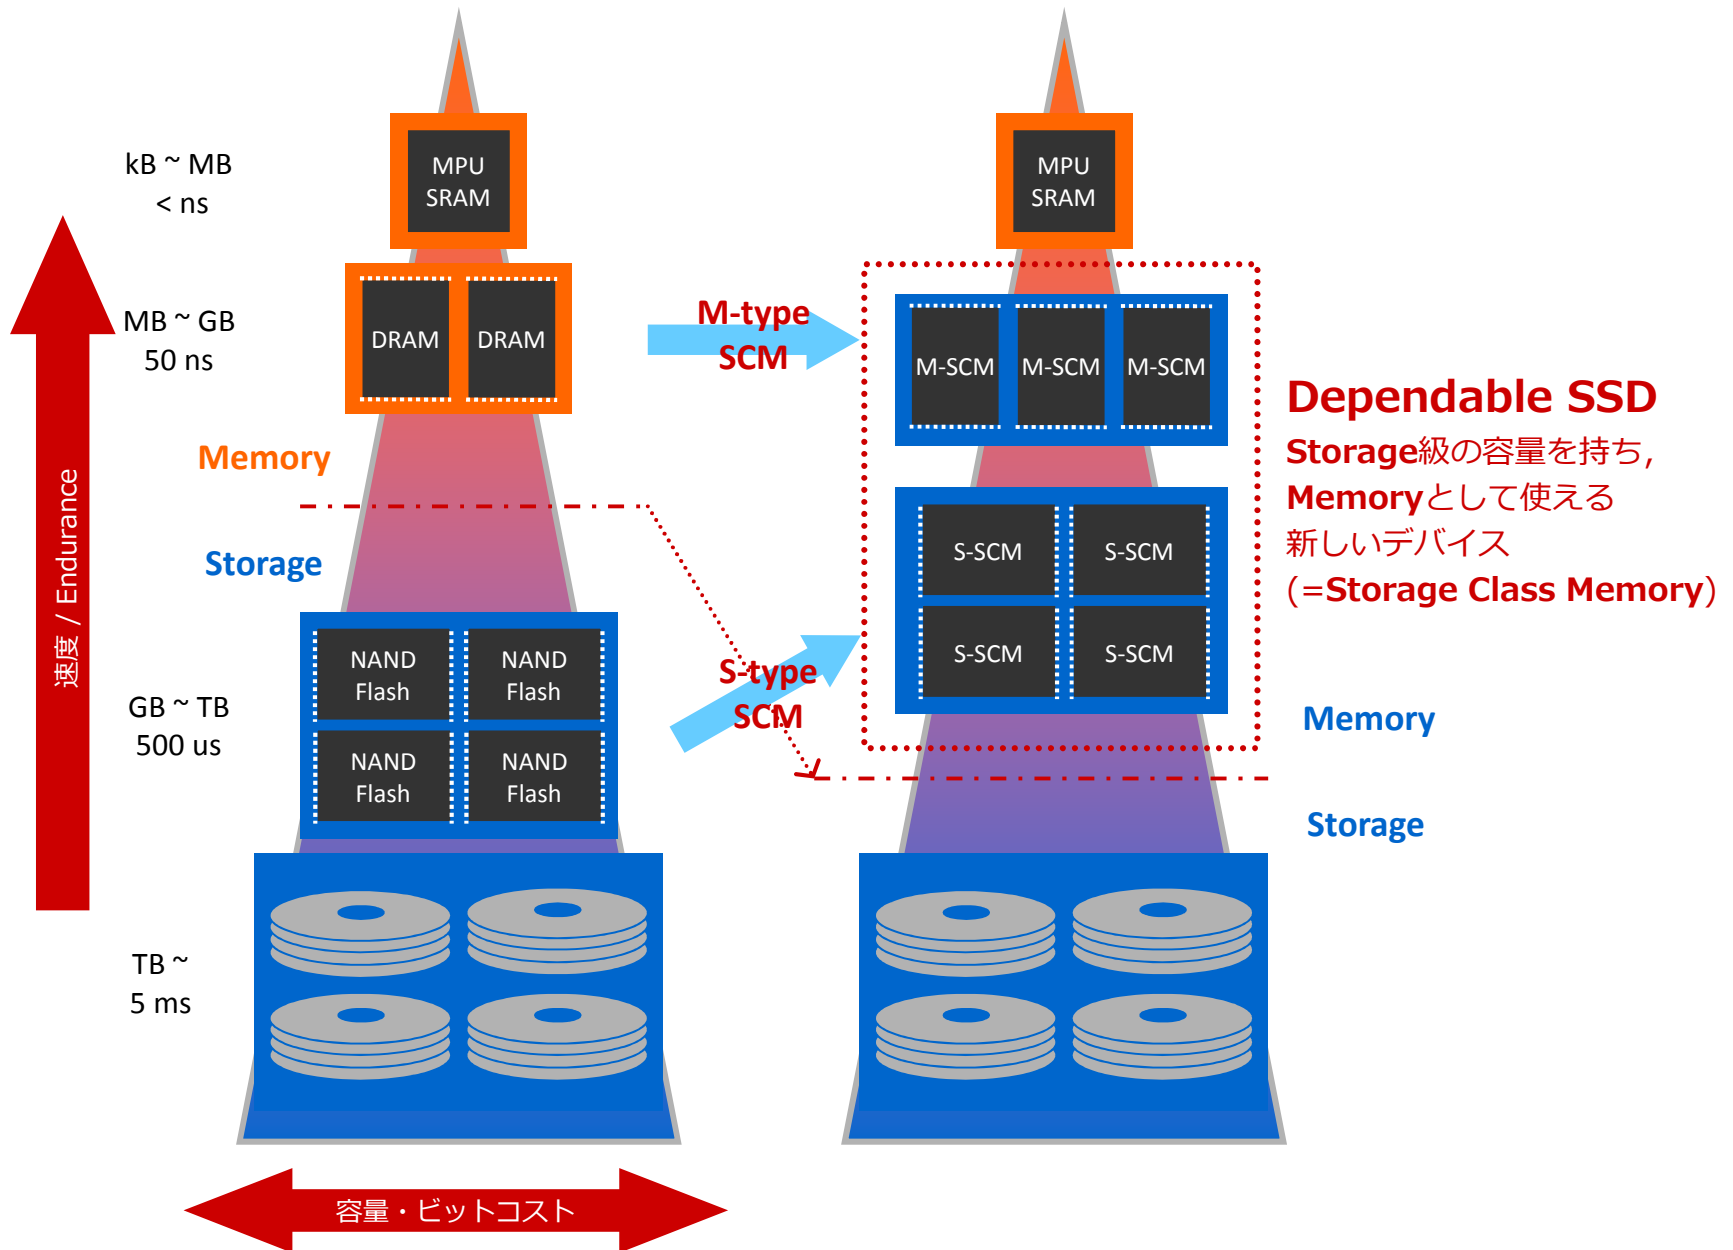 kB ~ MB
< ns
MPU
SRAM
MPU
SRAM
MB ~ GB
50 ns
DRAM
DRAM
M-type
SCM
M-SCM
M-SCM
M-SCM
Dependable SSD
Storage級の容量を持ち,
Memoryとして使える
新しいデバイス
(=Storage Class Memory)
Memory
Storage
速度 / Endurance
S-SCM
S-SCM
S-SCM
S-SCM
GB ~ TB
500 us
NAND
Flash
NAND
Flash
NAND
Flash
NAND
Flash
S-type
SCM
Memory
Storage
TB ~
5 ms
容量・ビットコスト